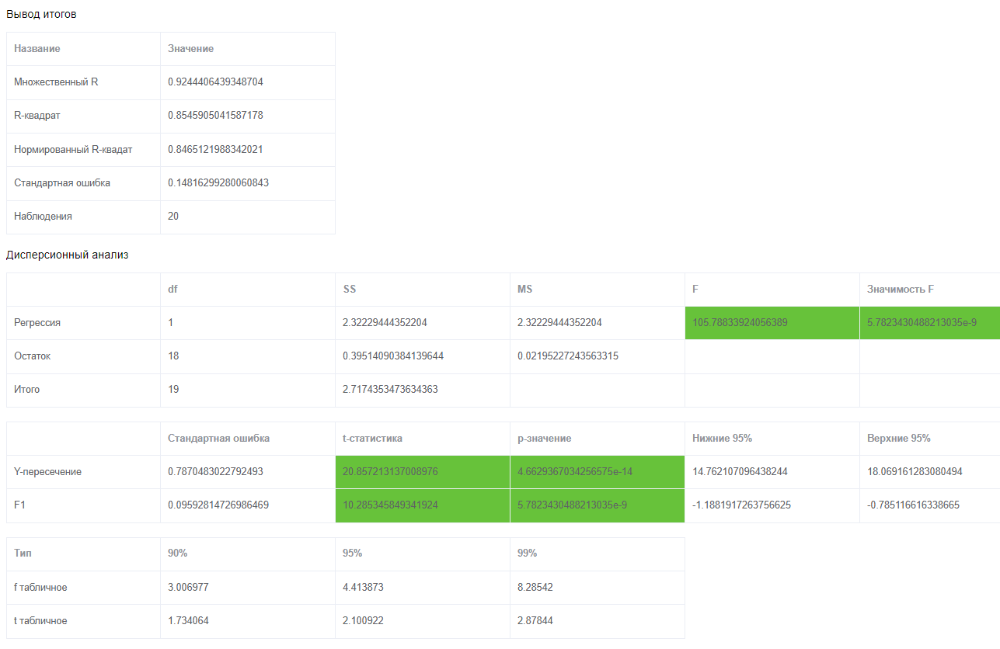 Вывод итогов
Название Значение
Множественный R 0.9244406439348704
R-квадрат 0.8545905041587178
Нормированный R-квадат 0.8465121988342021
Стандартная ошибка 0.14816299280060843
Наблюдения 20
Дисперсионный анализ
df SS MS F Значимость F
Регрессия 1 2.32229444352204 2.32229444352204 105.78833924056389 5.7823430488213035e-9
Остаток 18 0.39514090384139644 0.02195227243563315
Итого 19 2.7174353473634363
Стандартная ошибка t-статистика p-значение Нижние 95% Верхние 95%
Y-пересечение 0.7870483022792493 20.857213137008976 4.6629367034256575e-14 14.762107096438244 18.069161283080494
F1 0.09592814726986469 10.285345849341924 5.7823430488213035e-9 -1.1881917263756625 -0.785116616338665
Тип 90% 95% 99%
f табличное 3.006977 4.413873 8.28542
t табличное 1.734064 2.100922 2.87844